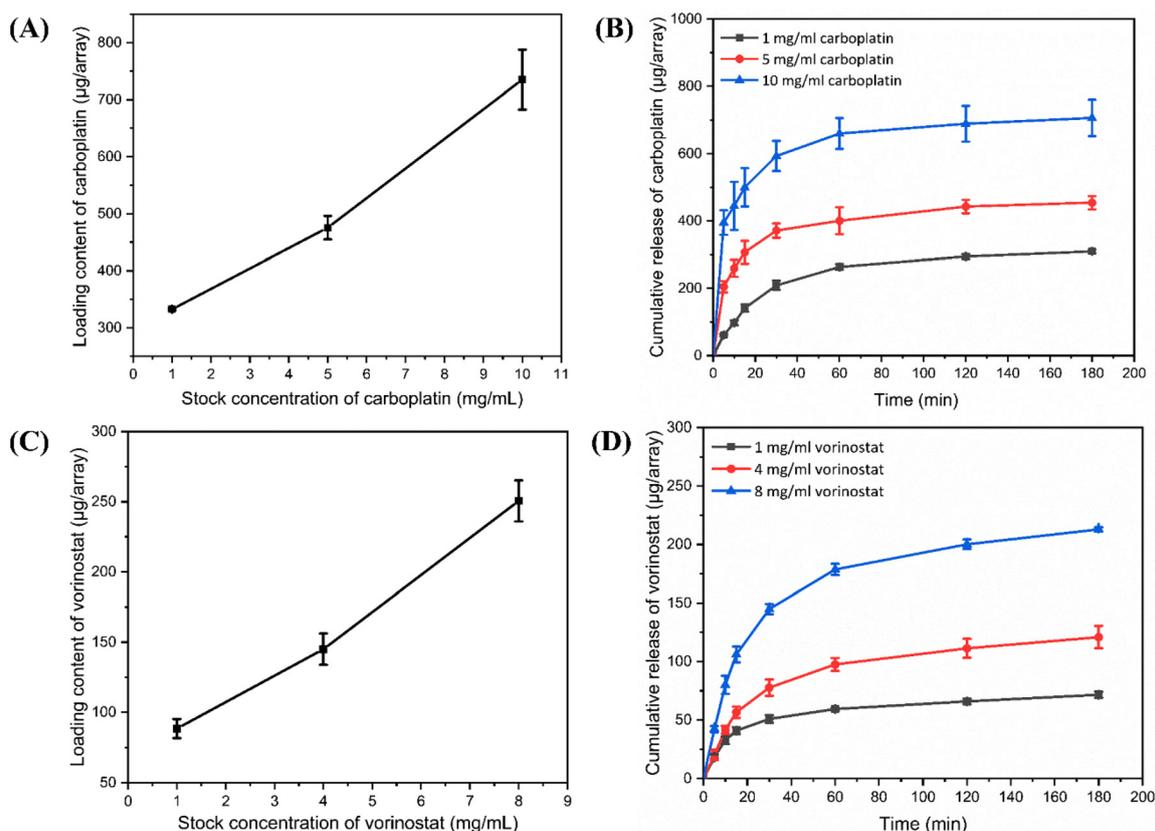 (A)
Loading content of carboplatin (µg/array)
800
700
600
500
400
300
0 1 2 3 4 5 6 7 8 9 10 11
Stock concentration of carboplatin (mg/mL)
(B)
Cumulative release of carboplatin (µg/array)
1000
800
600
400
200
0
1 mg/ml carboplatin
5 mg/ml carboplatin
10 mg/ml carboplatin
0 20 40 60 80 100 120 140 160 180 200
Time (min)
(C)
Loading content of vorinostat (µg/array)
300
250
200
150
100
50
0 1 2 3 4 5 6 7 8 9
Stock concentration of vorinostat (mg/mL)
(D)
Cumulative release of vorinostat (µg/array)
300
250
200
150
100
50
0
1 mg/ml vorinostat
4 mg/ml vorinostat
8 mg/ml vorinostat
0 20 40 60 80 100 120 140 160 180 200
Time (min)